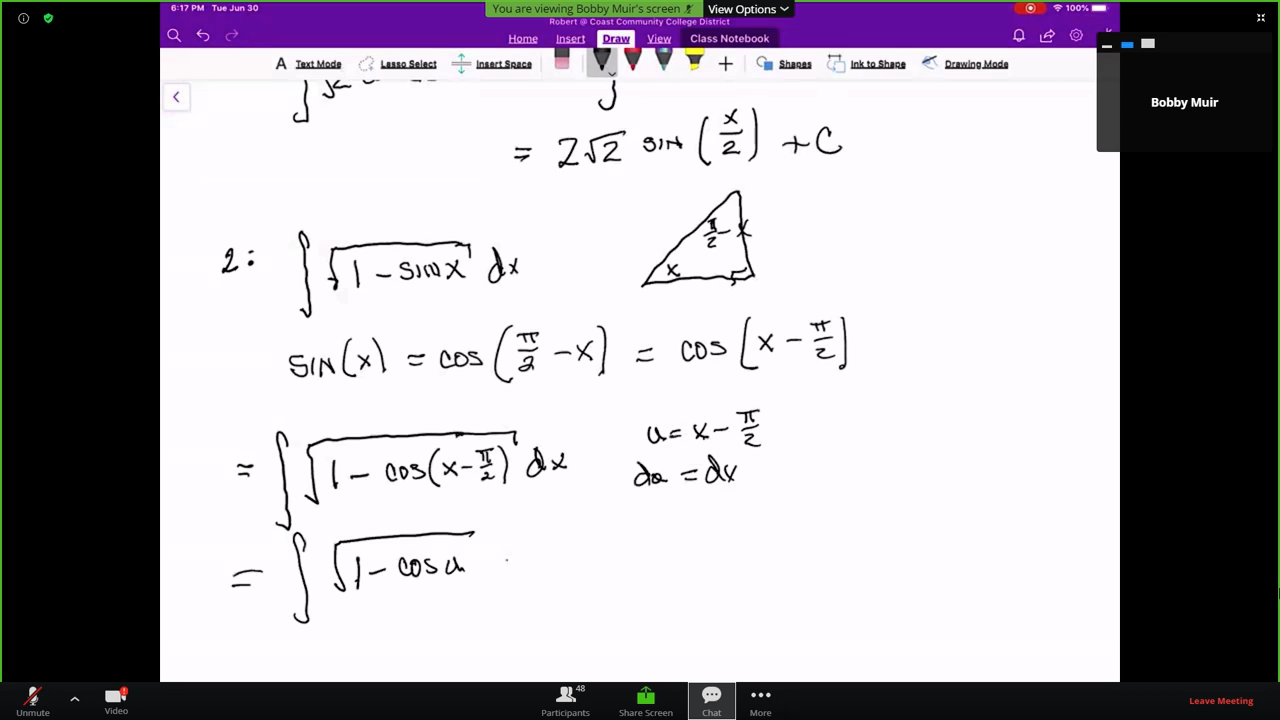 6:17 PM Tue Jun 30
You are viewing Bobby Muir's screen
View Options
100%
Robert @ Coast Community College District
Home Insert Draw View Class Notebook
Text Mode Lasso Select Insert Space Shapes Ink to Shape Drawing Mode
Bobby Muir
= 2√2 sin (x/2) + C
π/2 - x
x
2: ∫ √(1 - sin x) dx
sin(x) = cos(π/2 - x) = cos[x - π/2]
= ∫ √(1 - cos(x - π/2)) dx
u = x - π/2
du = dx
= ∫ √(1 - cos u)
48
Unmute Video Participants Share Screen Chat More Leave Meeting